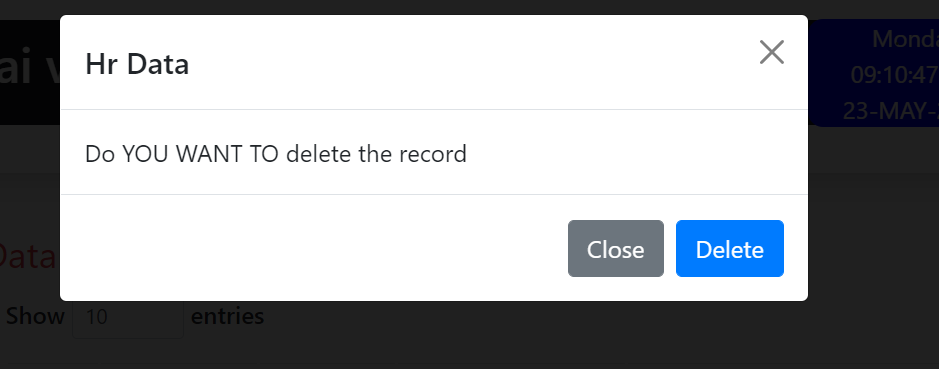 Hr Data
Do YOU WANT TO delete the record
Close Delete
09:10:47
23-MAY-
Show 10 entries